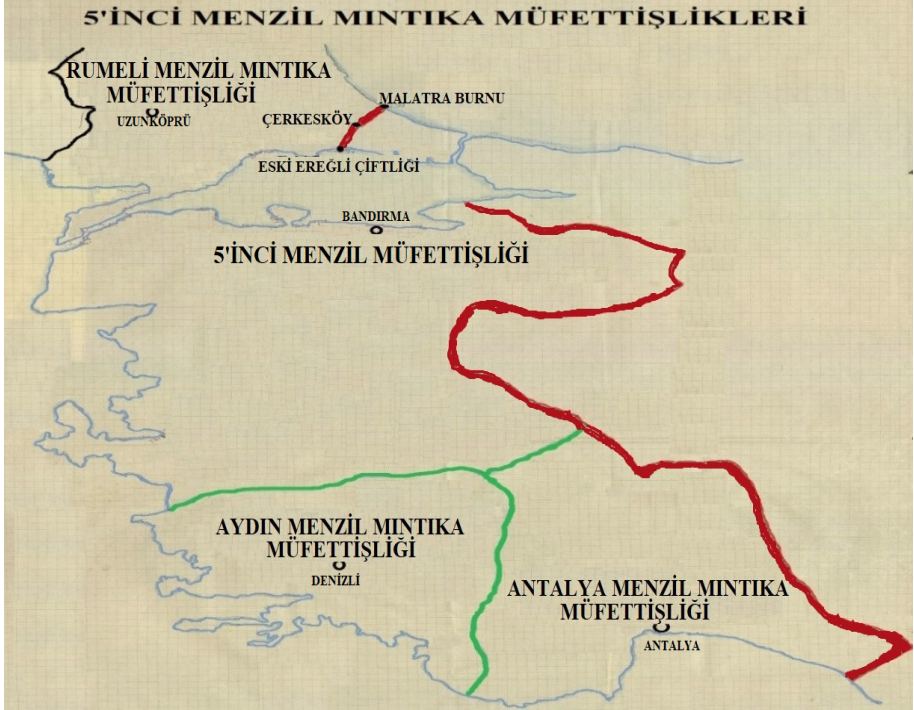 5'İNCİ MENZİL MINTIKA MÜFETTİŞLİKLERİ
RUMELİ MENZİL MINTIKA
MÜFETTİŞLİĞİ
UZUNKÖPRÜ
MALATRA BURNU
ÇERKESKÖY
ESKİ EREĞLİ ÇİFTLİĞİ
BANDIRMA
5'İNCİ MENZİL MÜFETTİŞLİĞİ
AYDIN MENZİL MINTIKA
MÜFETTİŞLİĞİ
DENİZLİ
ANTALYA MENZİL MINTIKA
MÜFETTİŞLİĞİ
ANTALYA